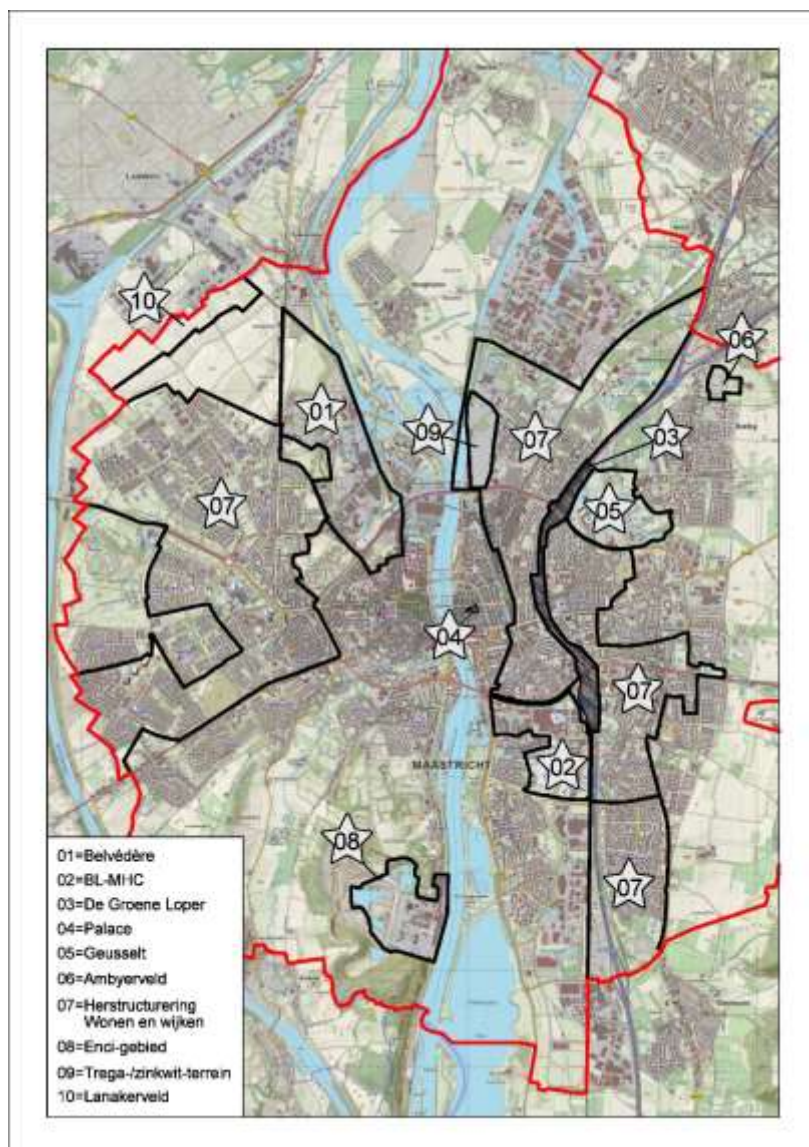 10
06
01
09
07
03
07
05
04
07
02
MAASTRICHT
08
07
01=Belvédère
02=BL-MHC
03=De Groene Loper
04=Palace
05=Geusselt
06=Ambyerveld
07=Herstructurering
Wonen en wijken
08=Enci-gebied
09=Trega-/zinkwit-terrein
10=Lanakerveld